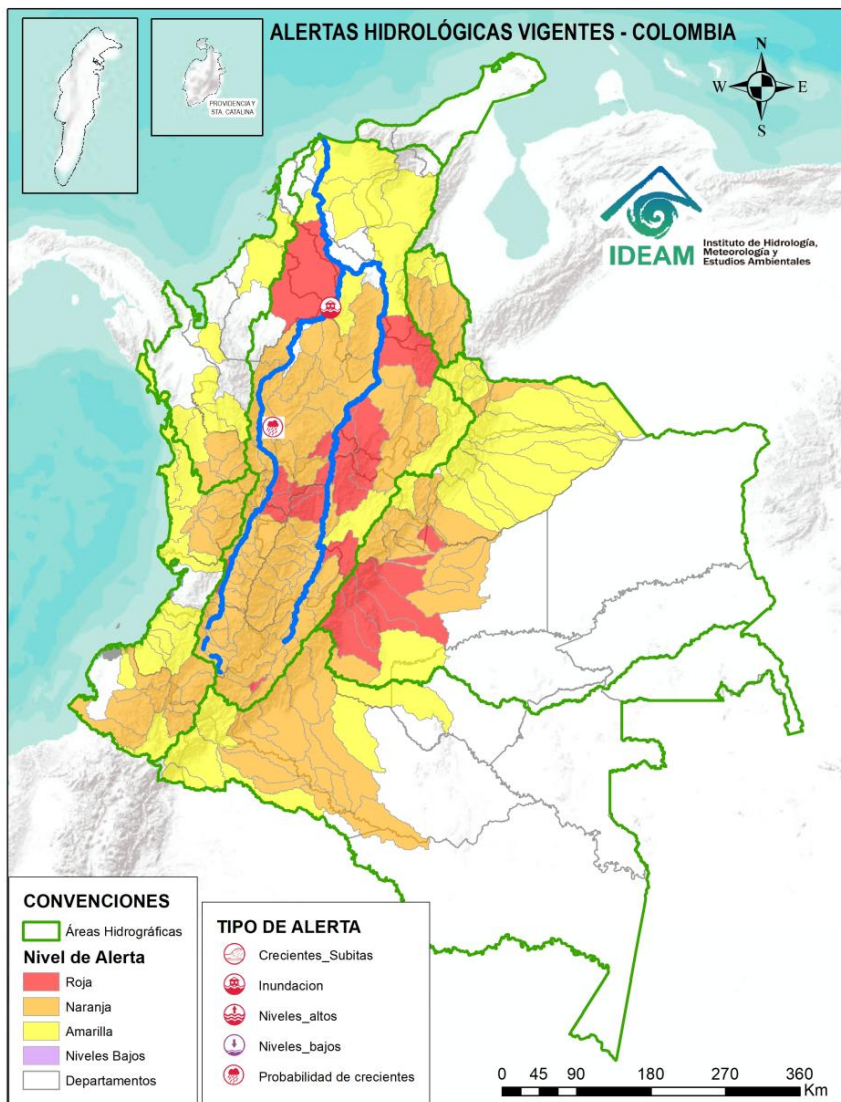 ALERTAS HIDROLÓGICAS VIGENTES - COLOMBIA
PROVIDENCIA Y
STA. CATALINA
N
W
E
S
IDEAM
Instituto de Hidrología,
Meteorología y
Estudios Ambientales
CONVENCIONES
Áreas Hidrográficas
Nivel de Alerta
Roja
Naranja
Amarilla
Niveles Bajos
Departamentos
TIPO DE ALERTA
Crecientes_Subitas
Inundacion
Niveles_altos
Niveles_bajos
Probabilidad de crecientes
0 45 90 180 270 360
Km